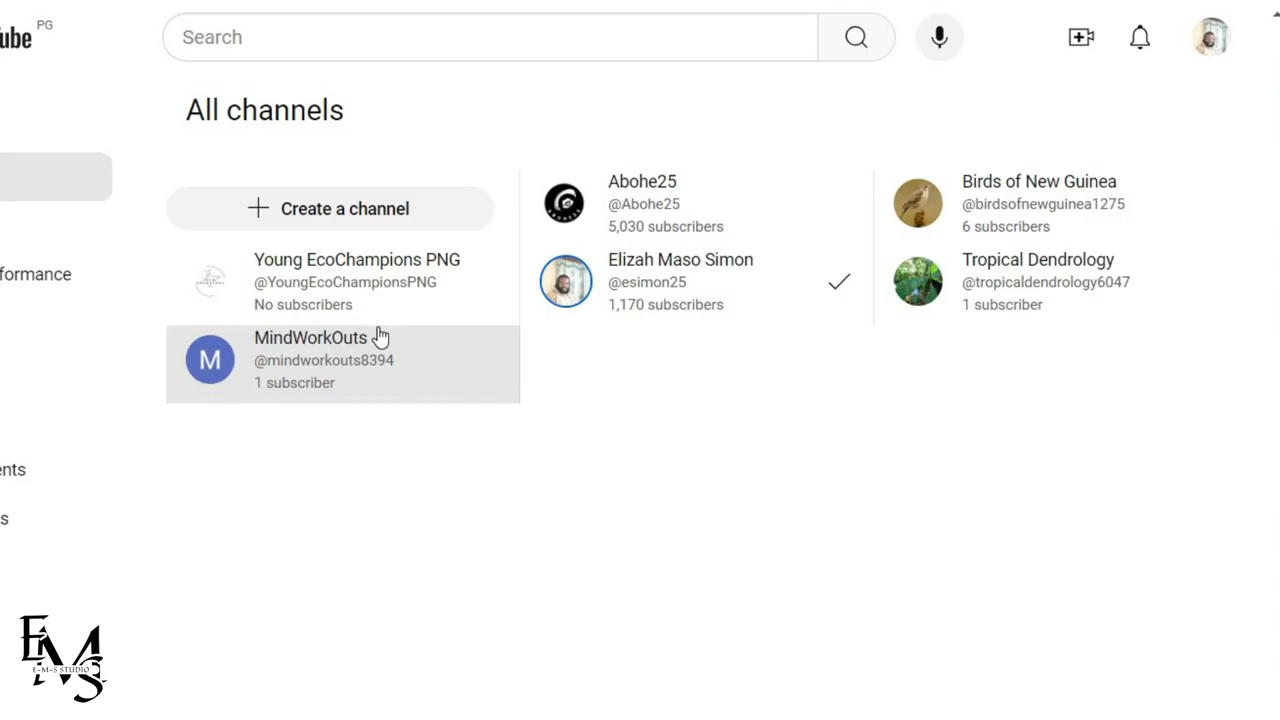 ube PG
Search
All channels
Create a channel
Young EcoChampions PNG
@YoungEcoChampionsPNG
No subscribers
M
MindWorkOuts
@mindworkouts8394
1 subscriber
Abohe25
@Abohe25
5,030 subscribers
Elizah Maso Simon
@esimon25
1,170 subscribers
Birds of New Guinea
@birdsofnewguinea1275
6 subscribers
Tropical Dendrology
@tropicaldendrology6047
1 subscriber
formance
ents
s
EMS
E-M-S STUDIO